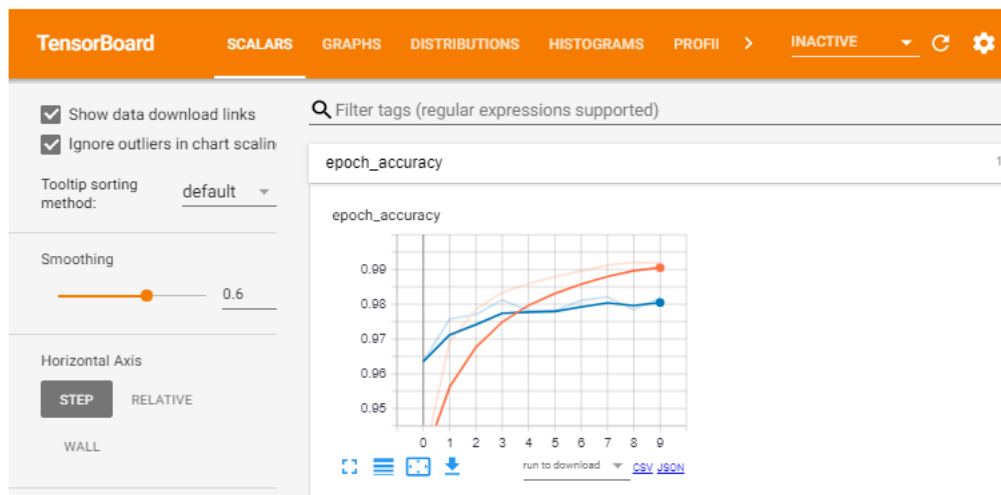 TensorBoard SCALARS GRAPHS DISTRIBUTIONS HISTOGRAMS PROFII INACTIVE
Show data download links
Ignore outliers in chart scalin
Tooltip sorting
method:
default
Smoothing
0.6
Horizontal Axis
STEP RELATIVE
WALL
Filter tags (regular expressions supported)
epoch_accuracy 1
epoch_accuracy
0.99
0.98
0.97
0.96
0.95
0 1 2 3 4 5 6 7 8 9
run to download CSV JSON